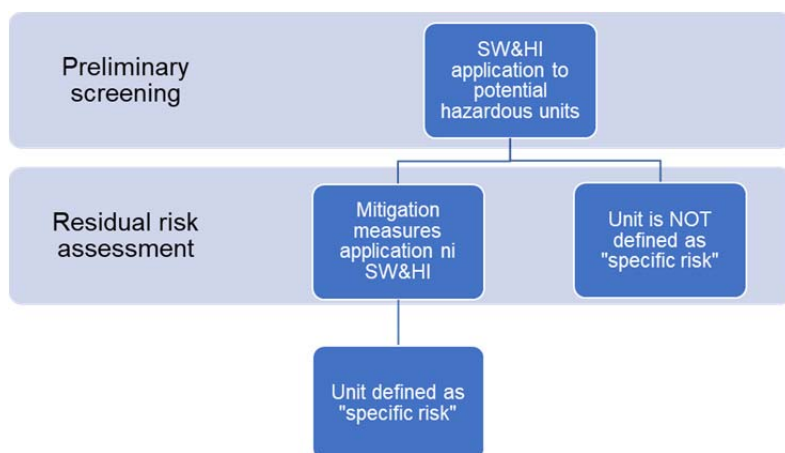 Preliminary
screening
SW&HI
application to
potential
hazardous units
Residual risk
assessment
Mitigation
measures
application ni
SW&HI
Unit is NOT
defined as
"specific risk"
Unit defined as
"specific risk"